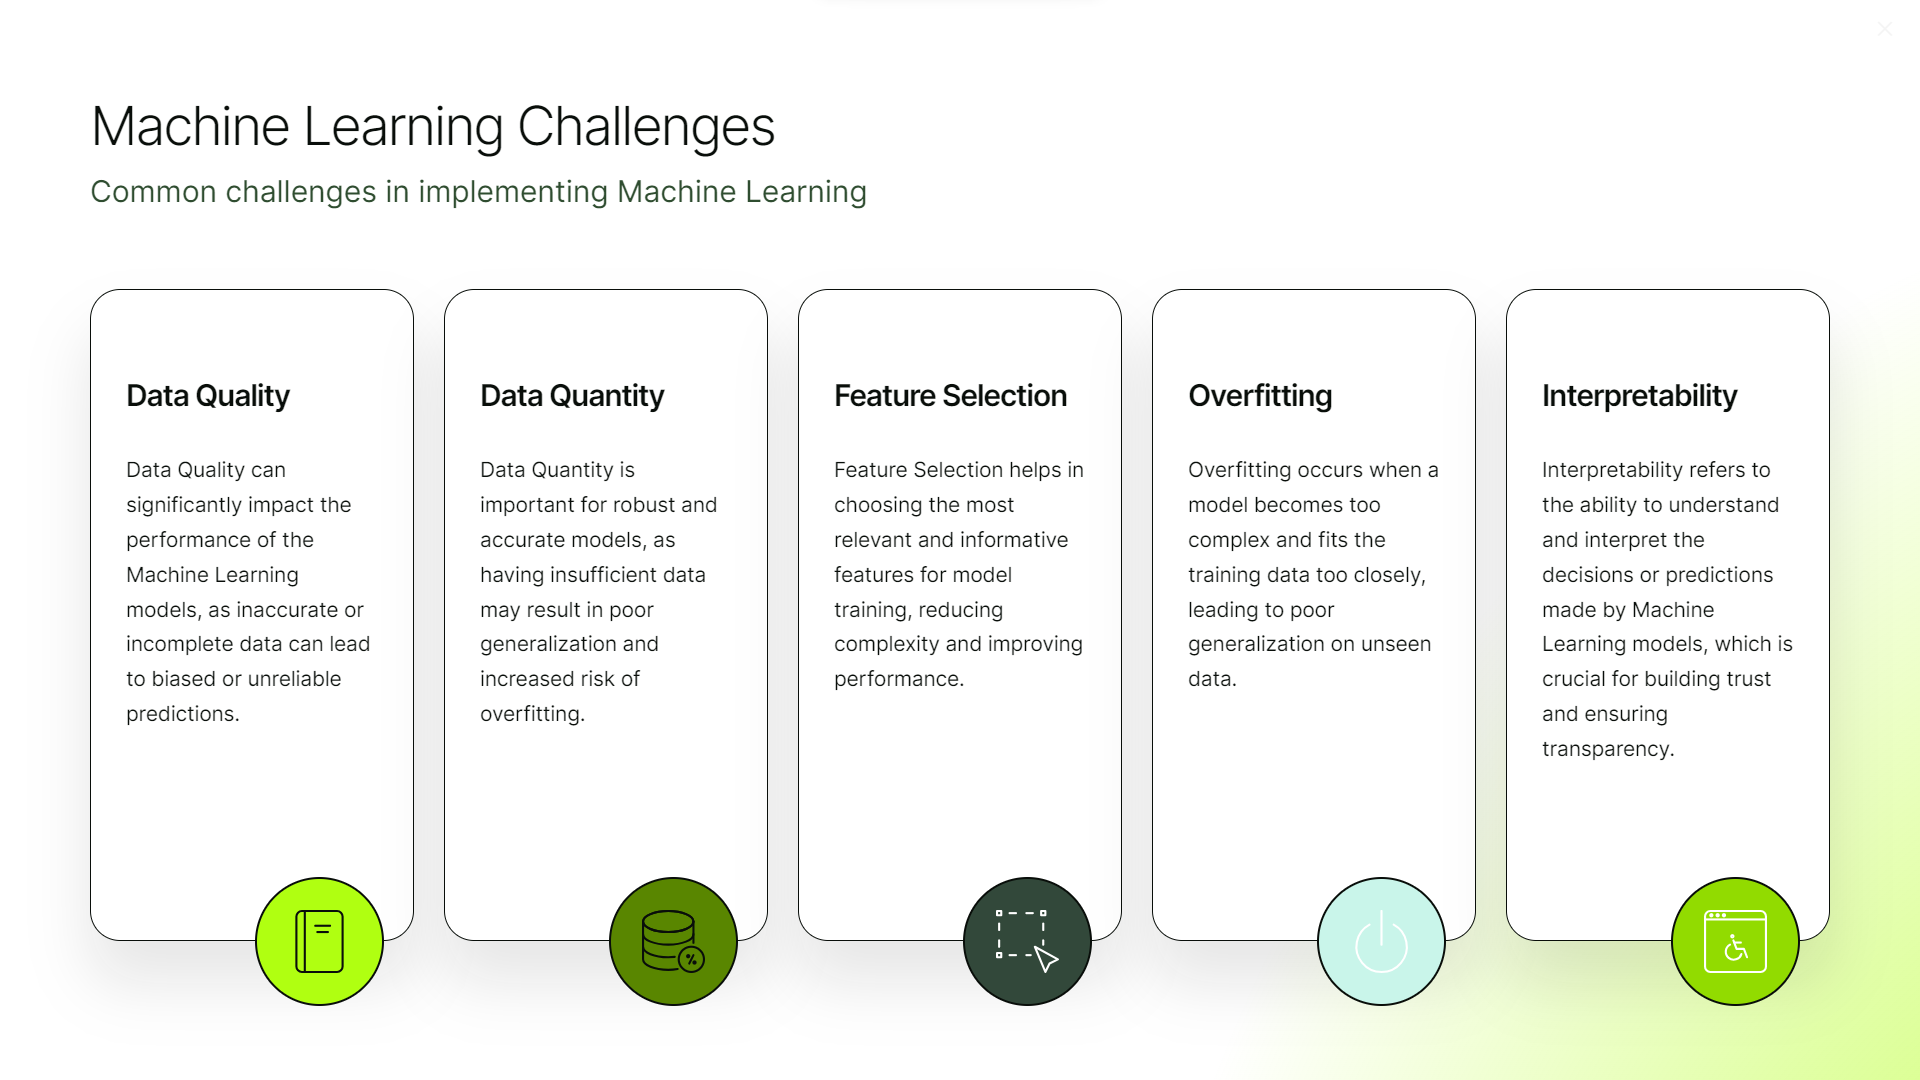 Machine Learning Challenges
Common challenges in implementing Machine Learning
Data Quality
Data Quality can
significantly impact the
performance of the
Machine Learning
models, as inaccurate or
incomplete data can lead
to biased or unreliable
predictions.
Data Quantity
Data Quantity is
important for robust and
accurate models, as
having insufficient data
may result in poor
generalization and
increased risk of
overfitting.
%
Feature Selection
Feature Selection helps in
choosing the most
relevant and informative
features for model
training, reducing
complexity and improving
performance.
Overfitting
Overfitting occurs when a
model becomes too
complex and fits the
training data too closely,
leading to poor
generalization on unseen
data.
Interpretability
Interpretability refers to
the ability to understand
and interpret the
decisions or predictions
made by Machine
Learning models, which is
crucial for building trust
and ensuring
transparency.